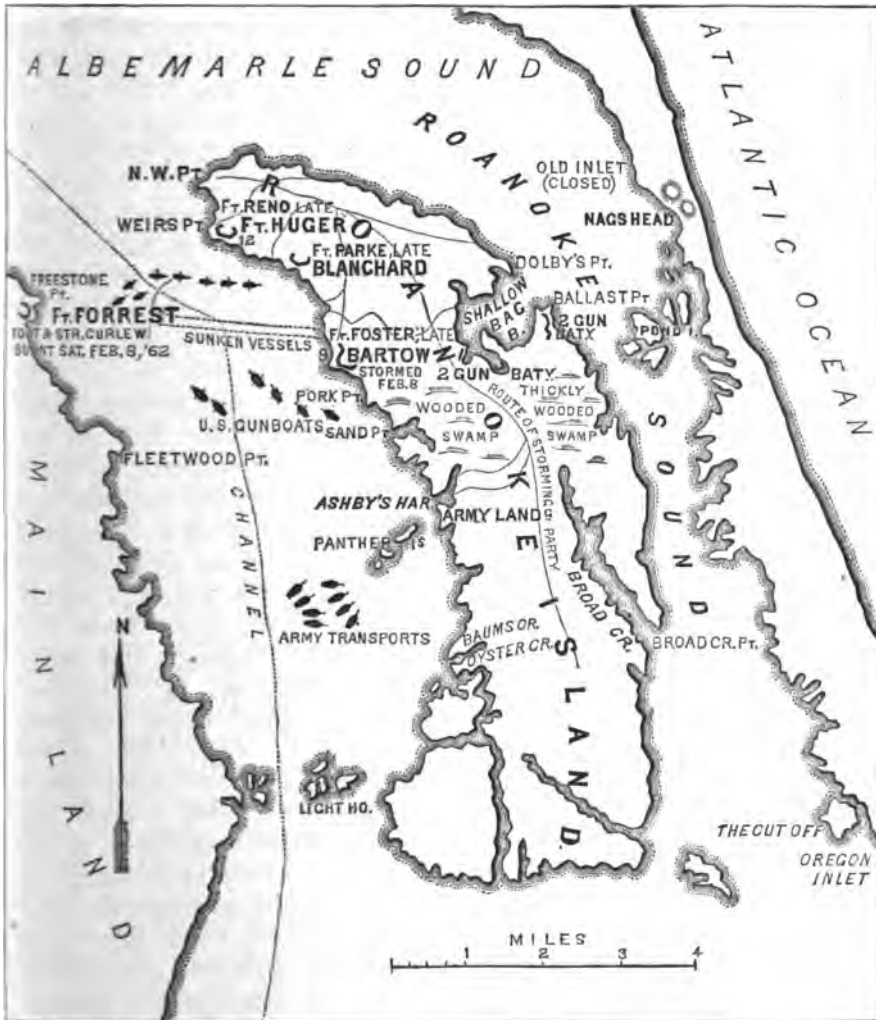 ALBEMARLE SOUND
ATLANTIC OCEAN
ROANOKE SOUND
OLD INLET
(CLOSED)
N.W. PT.
NAGS HEAD
FT. RENO LATE
WEIRS PT.
FT. HUGER
12
FT. PARKE, LATE
BLANCHARD
DOLBY'S PT.
FREESTONE
PT.
SHALLOW
BAG
B.
BALLAST PT
FT. FORREST
2 GUN
BATY.
POND I.
FORT & STR. CURLEW
BURNT SAT. FEB. 8, '62
SUNKEN VESSELS
FT. FOSTER, LATE
9
BARTOW
STORMED
FEB. 8
2 GUN BATY
THICKLY
PORK PT.
WOODED
WOODED
U.S. GUNBOATS
SAND PT.
SWAMP
SWAMP
ROUTE OF STORMING PARTY
FLEETWOOD PT.
MAINLAND
CHANNEL
ASHBY'S HAR
ARMY LANDG
PANTHER IS
ROANOKE ISLAND.
BROAD CR.
N
ARMY TRANSPORTS
BAUMS OR
OYSTER CR.
BROAD CR. PT.
LIGHT HO.
THE CUT OFF
OREGON
INLET
MILES
1 2 3 4